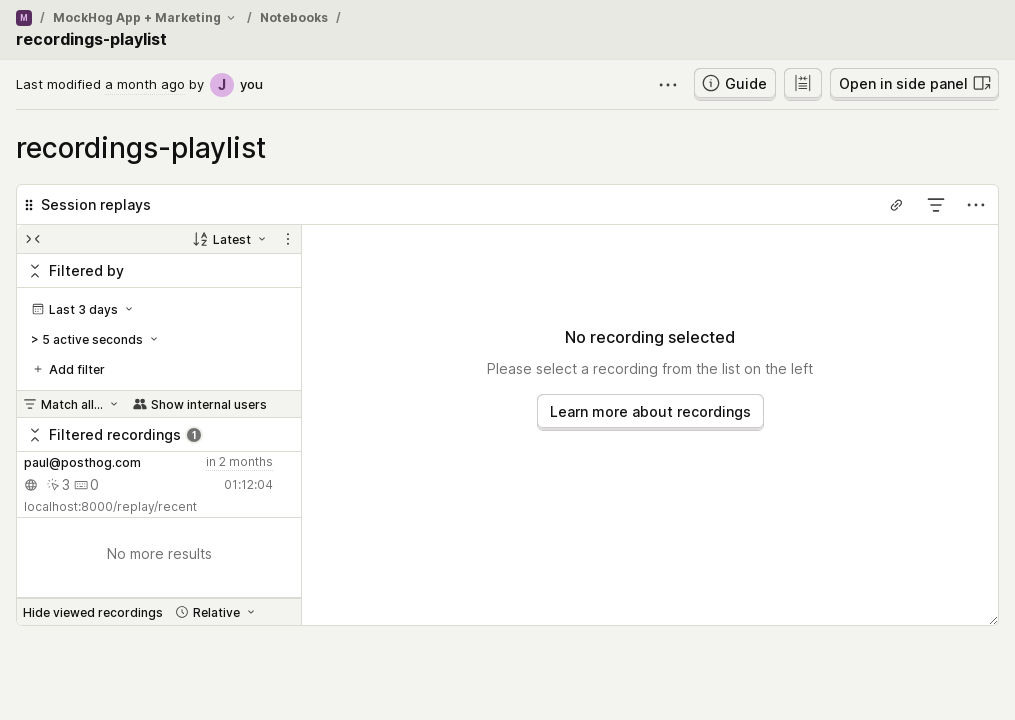 M / MockHog App + Marketing / Notebooks /
recordings-playlist
Last modified a month ago by J you
Guide
Open in side panel
recordings-playlist
Session replays
Latest
Filtered by
Last 3 days
> 5 active seconds
Add filter
Match all...
Show internal users
Filtered recordings 1
paul@posthog.com
in 2 months
3 0
01:12:04
localhost:8000/replay/recent
No more results
Hide viewed recordings
Relative
No recording selected
Please select a recording from the list on the left
Learn more about recordings